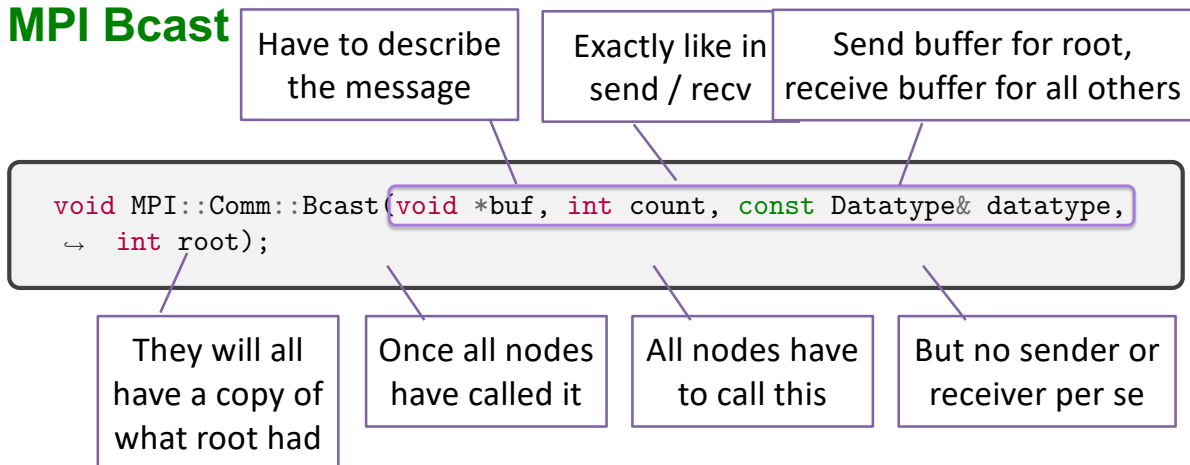 MPI Bcast
Have to describe
the message
Exactly like in
send / recv
Send buffer for root,
receive buffer for all others
void MPI::Comm::Bcast(void *buf, int count, const Datatype& datatype,
↪ int root);
They will all
have a copy of
what root had
Once all nodes
have called it
All nodes have
to call this
But no sender or
receiver per se